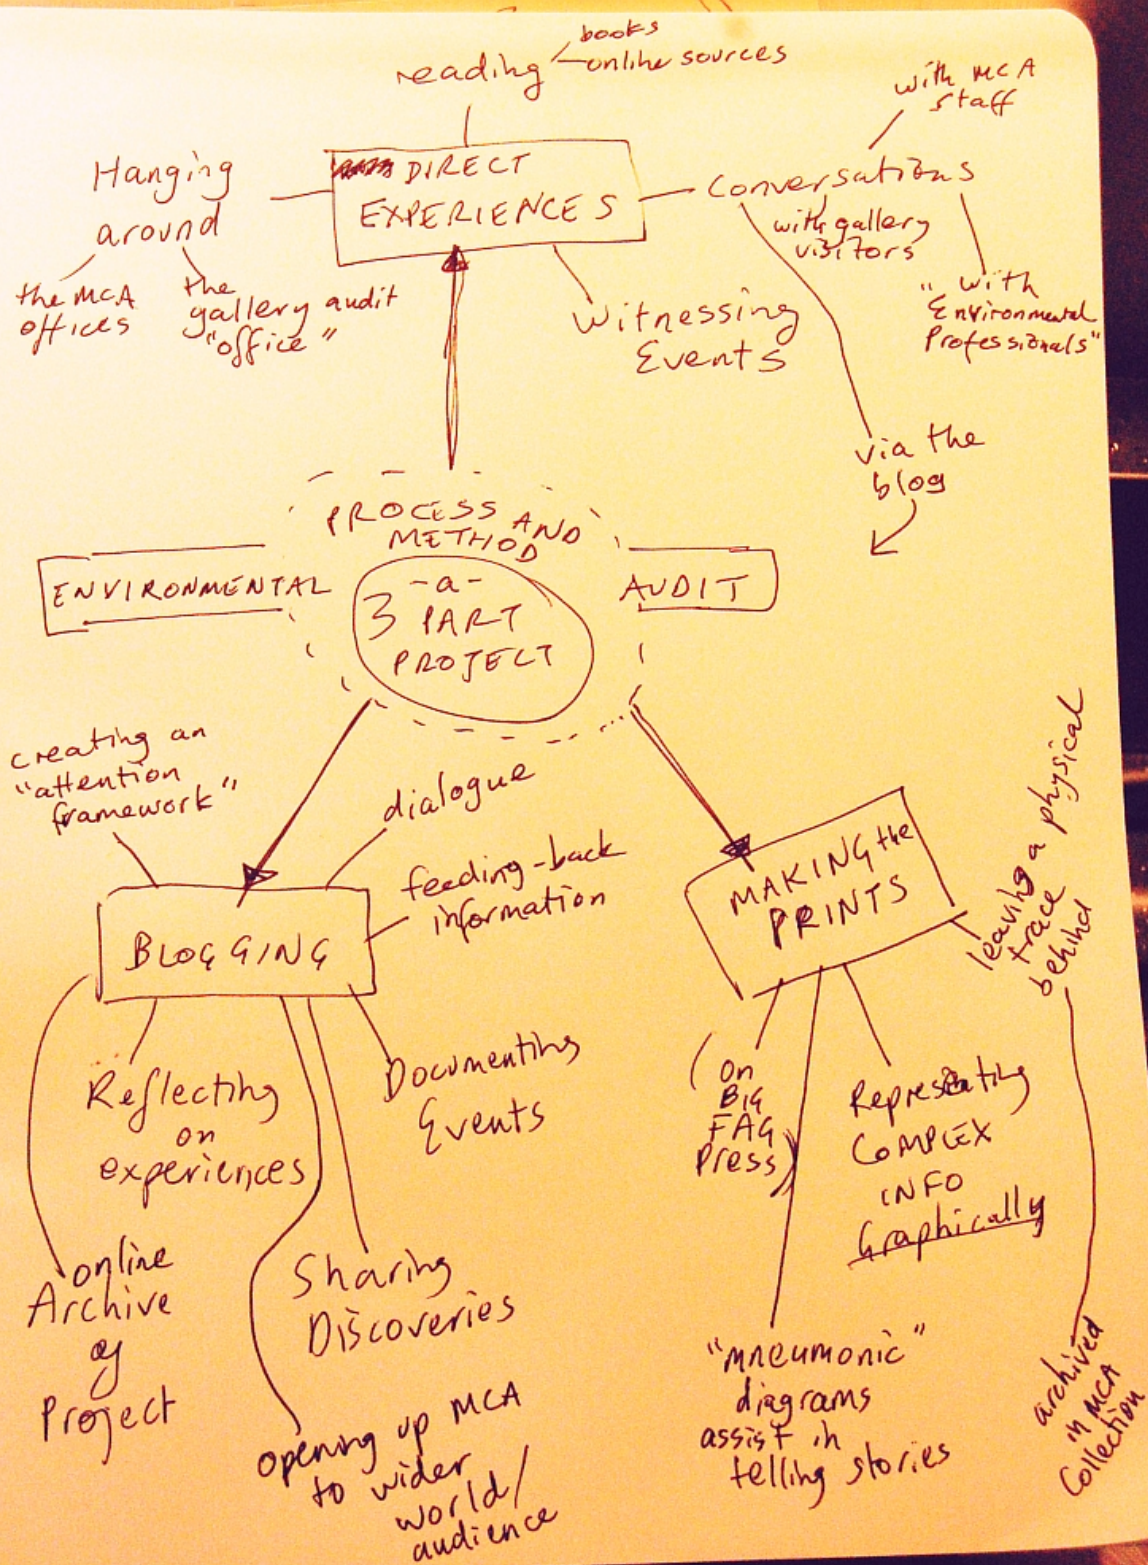 books
reading
online sources
with MCA
staff
DIRECT
EXPERIENCES
Hanging
around
the MCA
offices
the
gallery audit
"office"
Conversations
with gallery
visitors
"with
Environmental
Professionals"
Witnessing
Events
via the
blog
PROCESS AND
METHOD
ENVIRONMENTAL
AUDIT
-a-
3 PART
PROJECT
creating an
"attention
framework"
dialogue
feeding-back
information
BLOGGING
MAKING the
PRINTS
leaving a physical
trace
behind
Reflecting
on
experiences
Documenting
Events
online
Archive
of
Project
Sharing
Discoveries
opening up MCA
to wider
world/
audience
(On
BIG
FAG
Press)
Representing
COMPLEX
INFO
Graphically
"mneumonic"
diagrams
assist in
telling stories
archived
in MCA
Collection